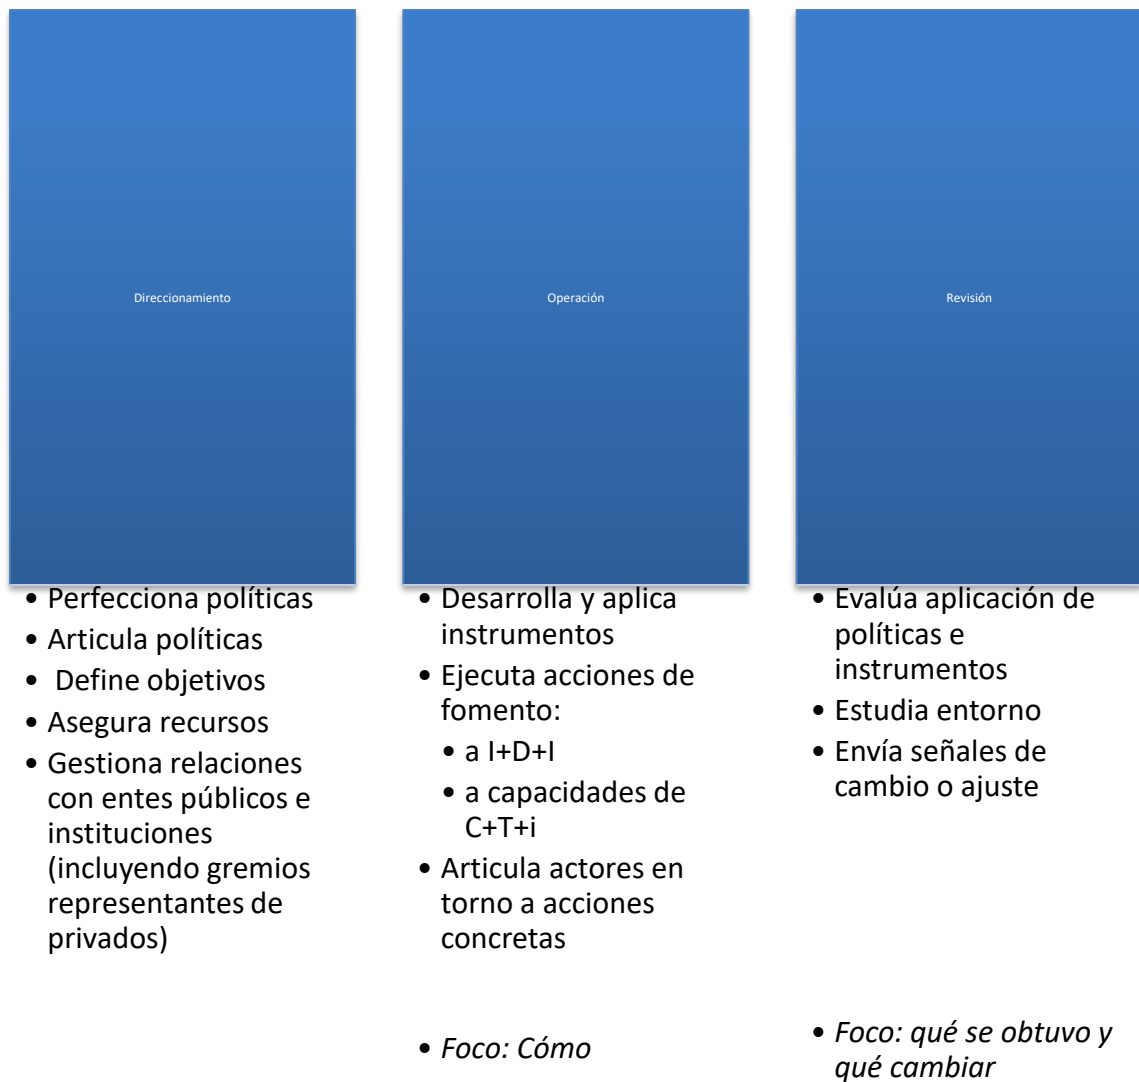 Direccionamiento
• Perfecciona políticas
• Articula políticas
• Define objetivos
• Asegura recursos
• Gestiona relaciones
con entes públicos e
instituciones
(incluyendo gremios
representantes de
privados)
Operación
• Desarrolla y aplica
instrumentos
• Ejecuta acciones de
fomento:
• a I+D+I
• a capacidades de
C+T+i
• Articula actores en
torno a acciones
concretas
• Foco: Cómo
Revisión
• Evalúa aplicación de
políticas e
instrumentos
• Estudia entorno
• Envía señales de
cambio o ajuste
• Foco: qué se obtuvo y
qué cambiar